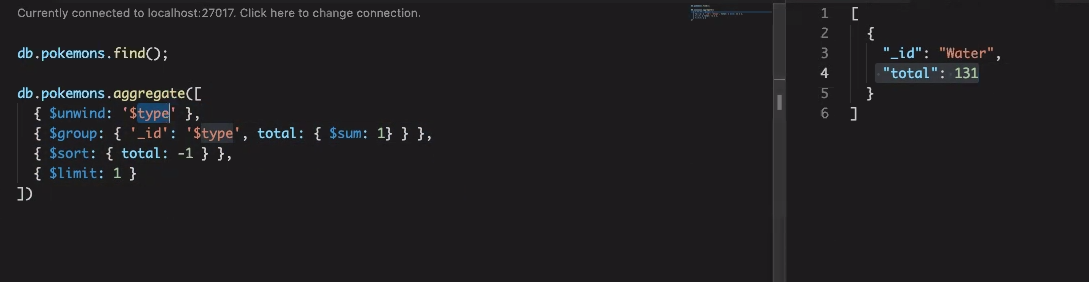 Currently connected to localhost:27017. Click here to change connection.
db.pokemons.find();
db.pokemons.aggregate([
{ $unwind: '$type' },
{ $group: { '_id': '$type', total: { $sum: 1} } },
{ $sort: { total: -1 } },
{ $limit: 1 }
])
1 [
2 {
3 "_id": "Water",
4 "total": 131
5 }
6 ]